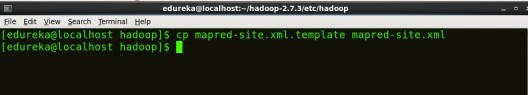 edureka@localhost:~/hadoop-2.7.3/etc/hadoop
File Edit View Search Terminal Help
[edureka@localhost hadoop]$ cp mapred-site.xml.template mapred-site.xml
[edureka@localhost hadoop]$